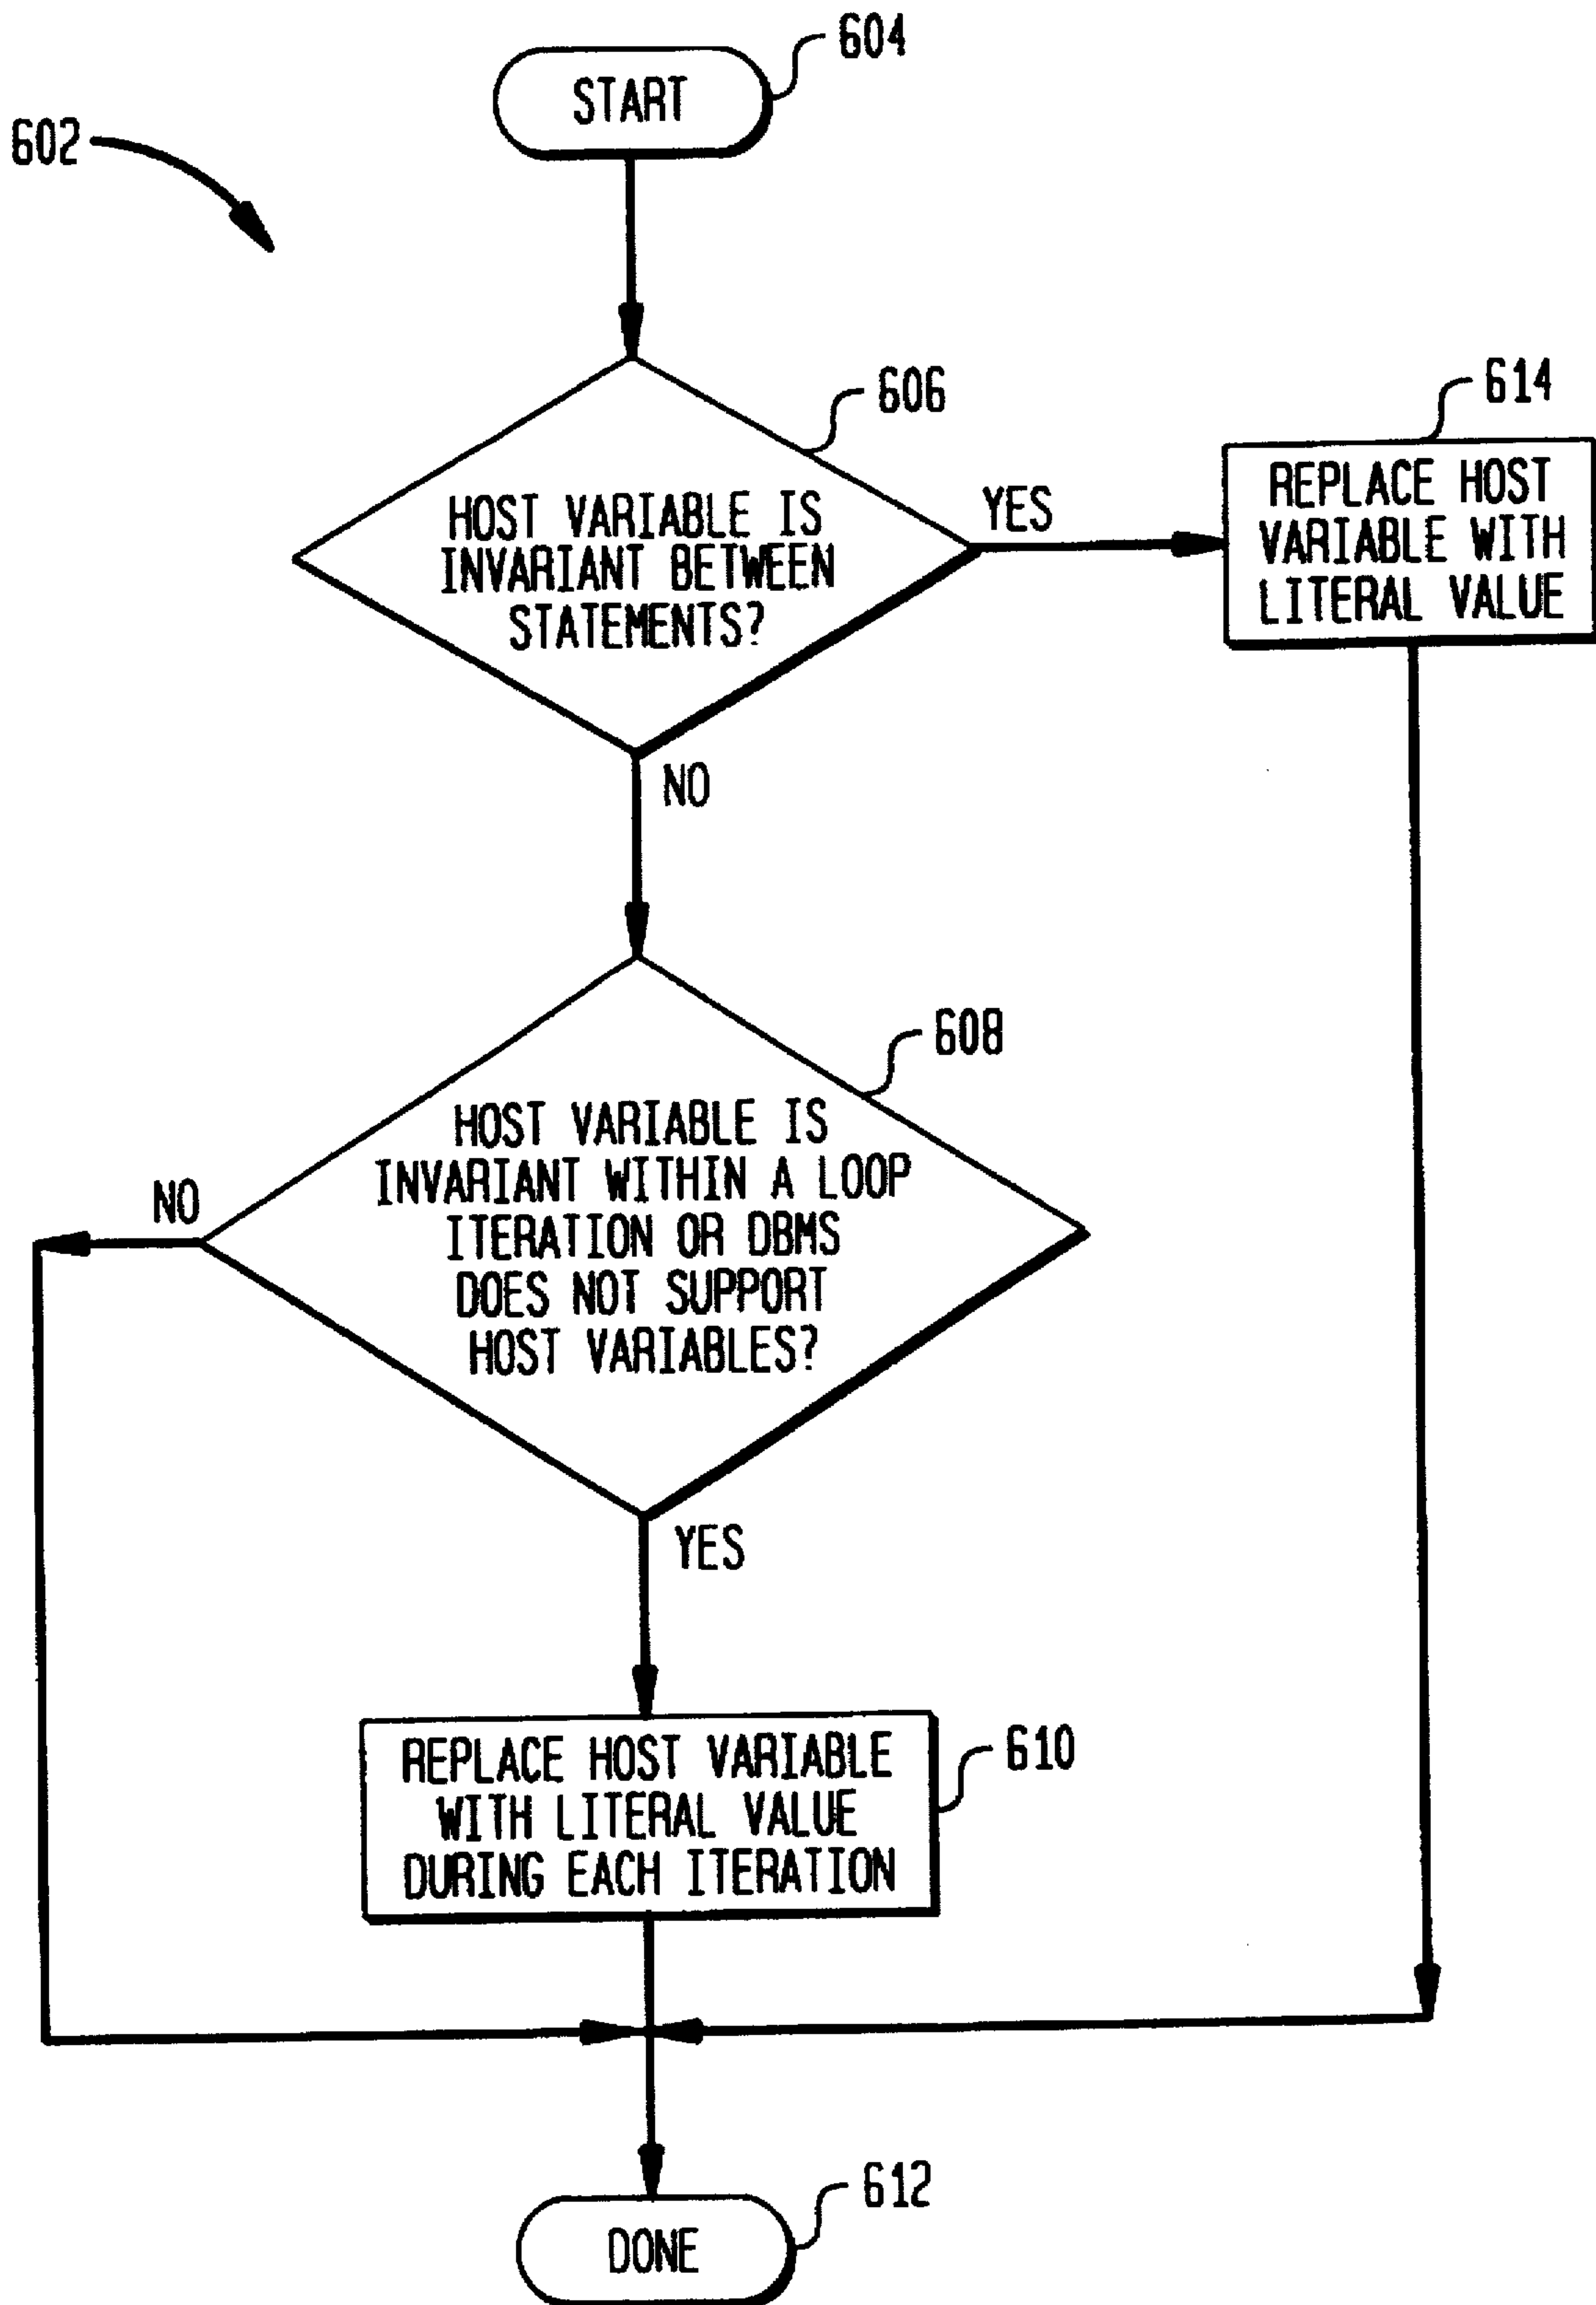 604
START
602
606
614
HOST VARIABLE IS
INVARIANT BETWEEN
STATEMENTS?
YES
REPLACE HOST
VARIABLE WITH
LITERAL VALUE
NO
608
HOST VARIABLE IS
INVARIANT WITHIN A LOOP
ITERATION OR DBMS
DOES NOT SUPPORT
HOST VARIABLES?
NO
YES
REPLACE HOST VARIABLE
WITH LITERAL VALUE
DURING EACH ITERATION
610
612
DONE